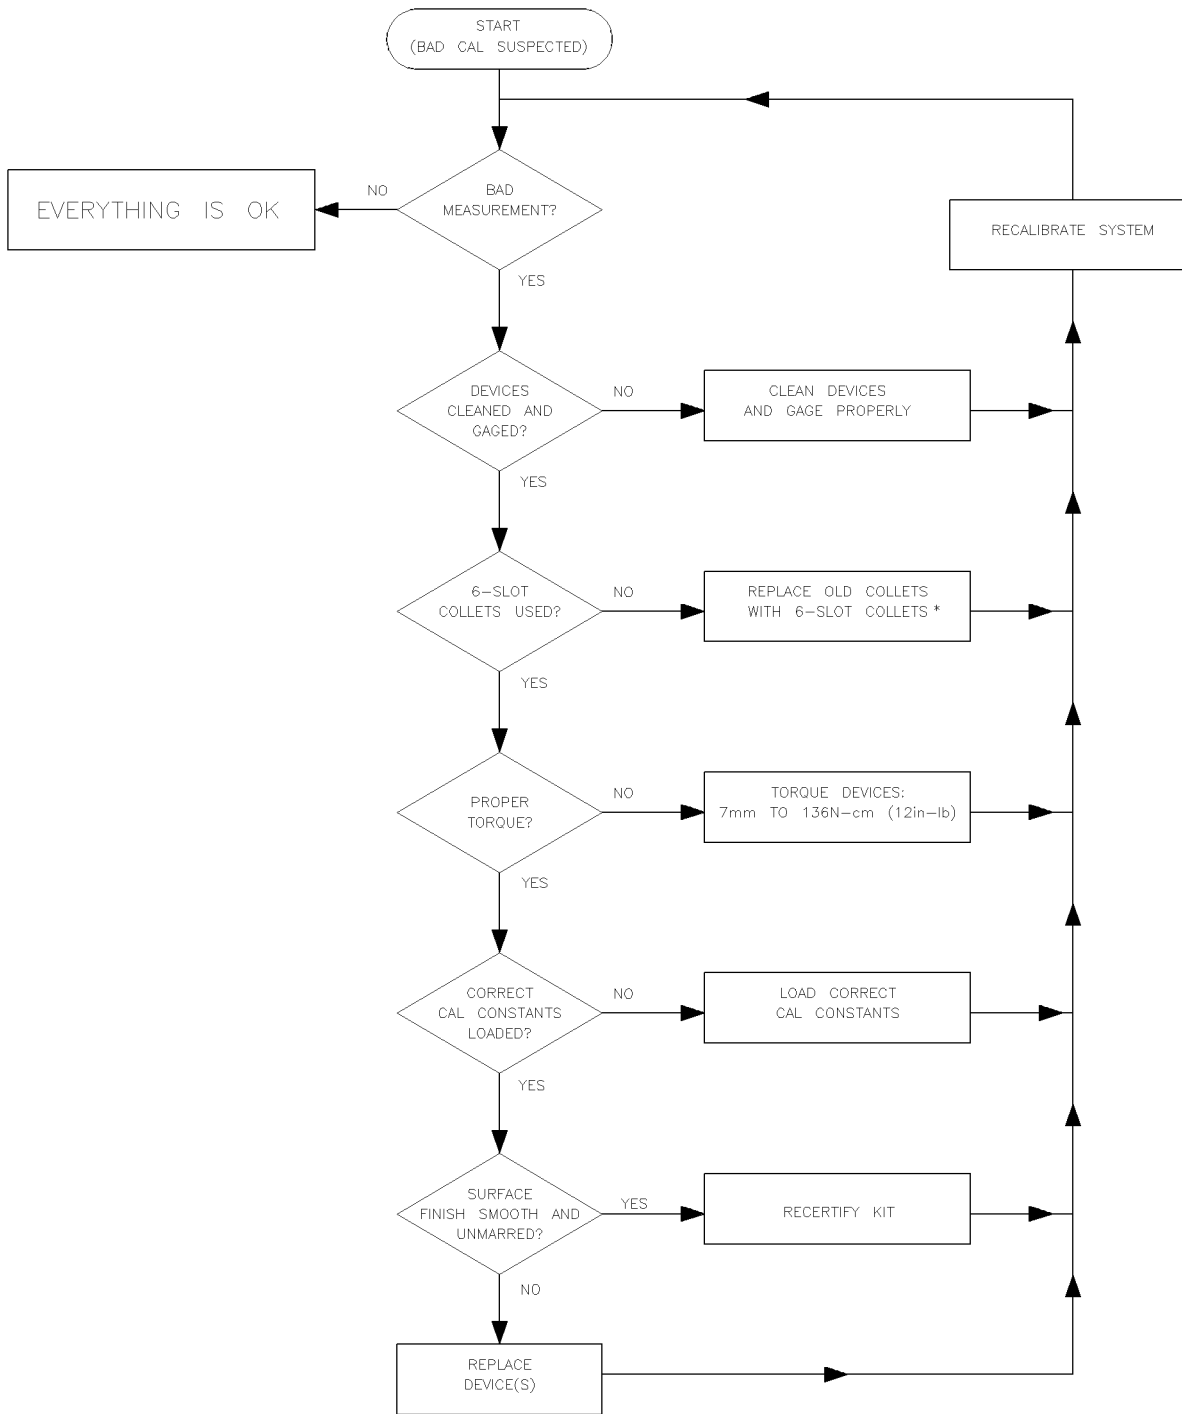 START
(BAD CAL SUSPECTED)
BAD
MEASUREMENT?
NO
EVERYTHING IS OK
RECALIBRATE SYSTEM
YES
DEVICES
CLEANED AND
GAGED?
NO
CLEAN DEVICES
AND GAGE PROPERLY
YES
6-SLOT
COLLETS USED?
NO
REPLACE OLD COLLETS
WITH 6-SLOT COLLETS *
YES
PROPER
TORQUE?
NO
TORQUE DEVICES:
7mm TO 136N-cm (12in-lb)
YES
CORRECT
CAL CONSTANTS
LOADED?
NO
LOAD CORRECT
CAL CONSTANTS
YES
SURFACE
FINISH SMOOTH AND
UNMARRED?
YES
RECERTIFY KIT
NO
REPLACE
DEVICE(S)